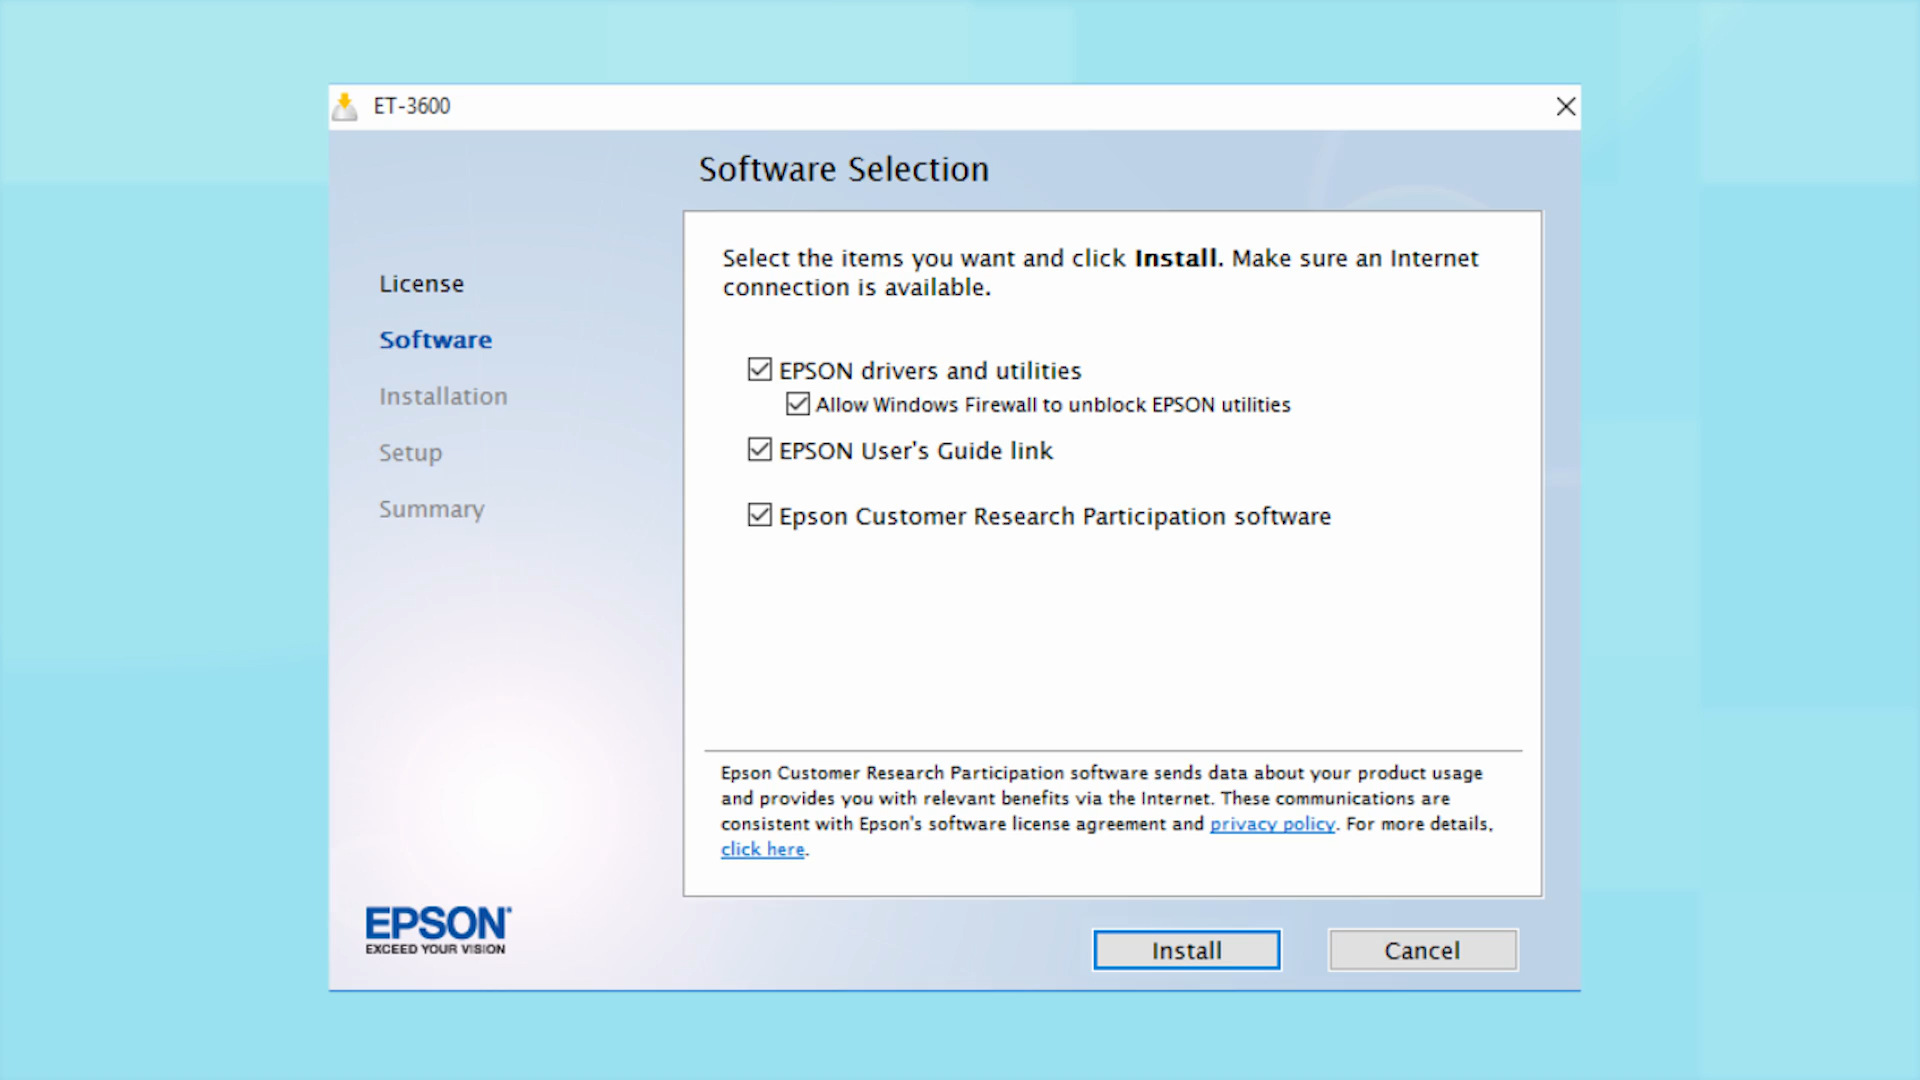 ET-3600
Software Selection
License
Software
Installation
Setup
Summary
Select the items you want and click Install. Make sure an Internet
connection is available.
EPSON drivers and utilities
Allow Windows Firewall to unblock EPSON utilities
EPSON User's Guide link
Epson Customer Research Participation software
Epson Customer Research Participation software sends data about your product usage
and provides you with relevant benefits via the Internet. These communications are
consistent with Epson's software license agreement and privacy policy. For more details,
click here.
EPSON
EXCEED YOUR VISION
Install
Cancel